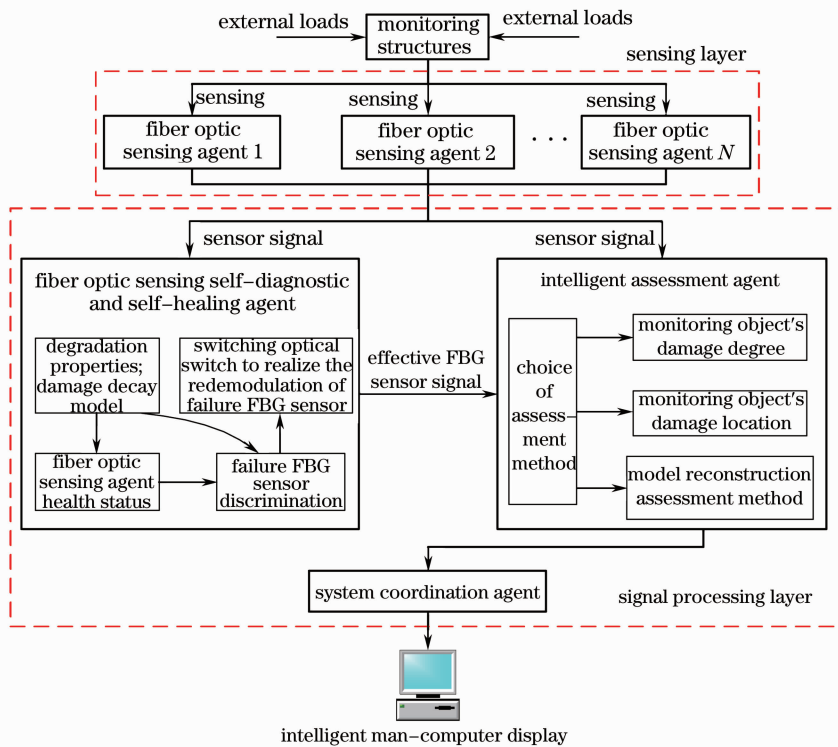 external loads
monitoring
structures
external loads
sensing layer
sensing
sensing
sensing
fiber optic
sensing agent 1
fiber optic
sensing agent 2
· · ·
fiber optic
sensing agent N
sensor signal
sensor signal
fiber optic sensing self-diagnostic
and self-healing agent
degradation
properties;
damage decay
model
switching optical
switch to realize the
redemodulation of
failure FBG sensor
fiber optic
sensing agent
health status
failure FBG
sensor
discrimination
effective FBG
sensor signal
intelligent assessment agent
choice
of
assess-
ment
method
monitoring object's
damage degree
monitoring object's
damage location
model reconstruction
assessment method
system coordination agent
signal processing layer
intelligent man-computer display